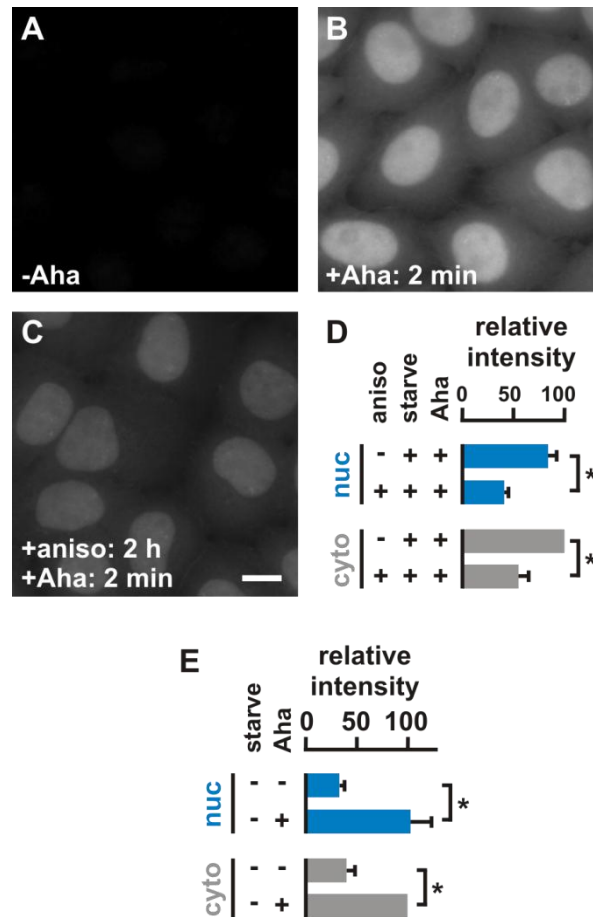 A
-Aha
B
+Aha: 2 min
C
+aniso: 2 h
+Aha: 2 min
D
relative
intensity
aniso starve Aha
0 50 100
nuc
- + +
+ + +
*
cyto
- + +
+ + +
*
E
relative
intensity
starve Aha
0 50 100
nuc
- -
- +
*
cyto
- -
- +
*